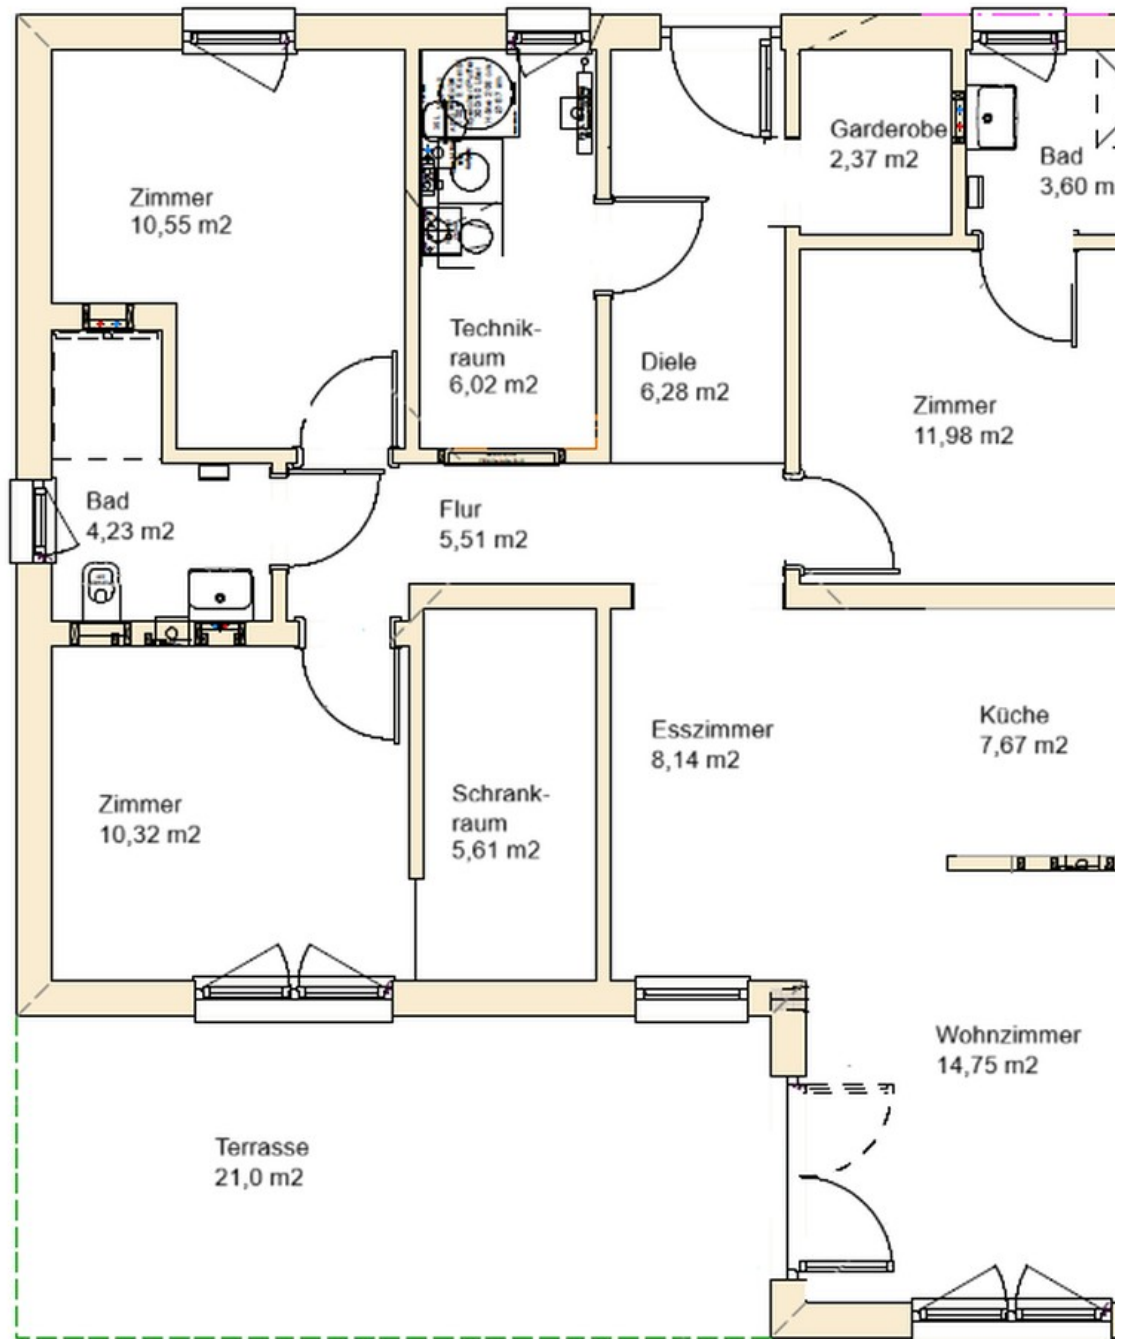 Garderobe
2,37 m2
Bad
3,60 m
Zimmer
10,55 m2
Technik-
raum
6,02 m2
Diele
6,28 m2
Zimmer
11,98 m2
Bad
4,23 m2
Flur
5,51 m2
Esszimmer
8,14 m2
Küche
7,67 m2
Zimmer
10,32 m2
Schrank-
raum
5,61 m2
Wohnzimmer
14,75 m2
Terrasse
21,0 m2